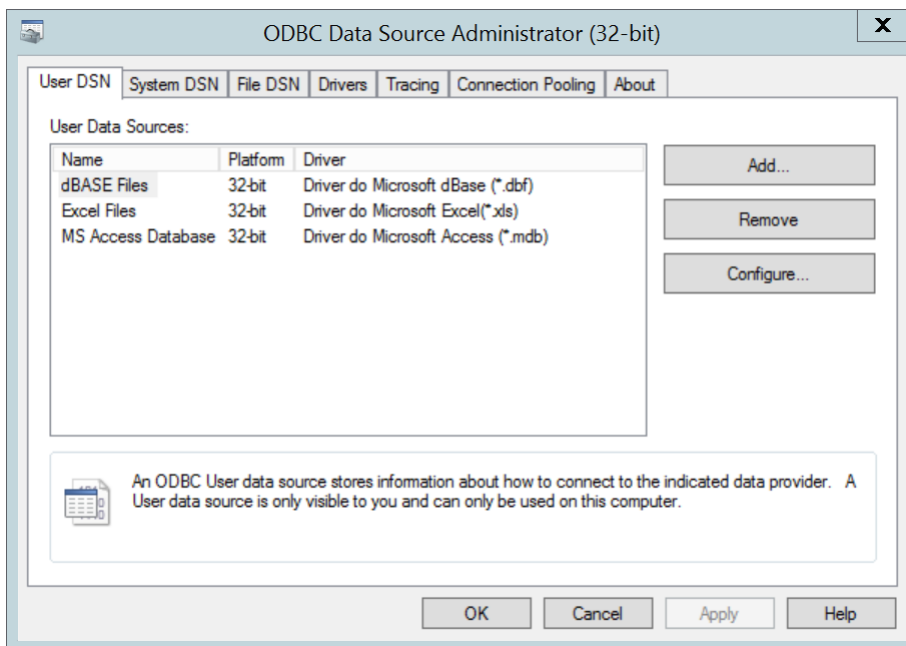 ODBC Data Source Administrator (32-bit)
X
User DSN System DSN File DSN Drivers Tracing Connection Pooling About
User Data Sources:
Name Platform Driver
dBASE Files 32-bit Driver do Microsoft dBase (*.dbf)
Excel Files 32-bit Driver do Microsoft Excel(*.xls)
MS Access Database 32-bit Driver do Microsoft Access (*.mdb)
Add...
Remove
Configure...
An ODBC User data source stores information about how to connect to the indicated data provider. A
User data source is only visible to you and can only be used on this computer.
OK Cancel Apply Help